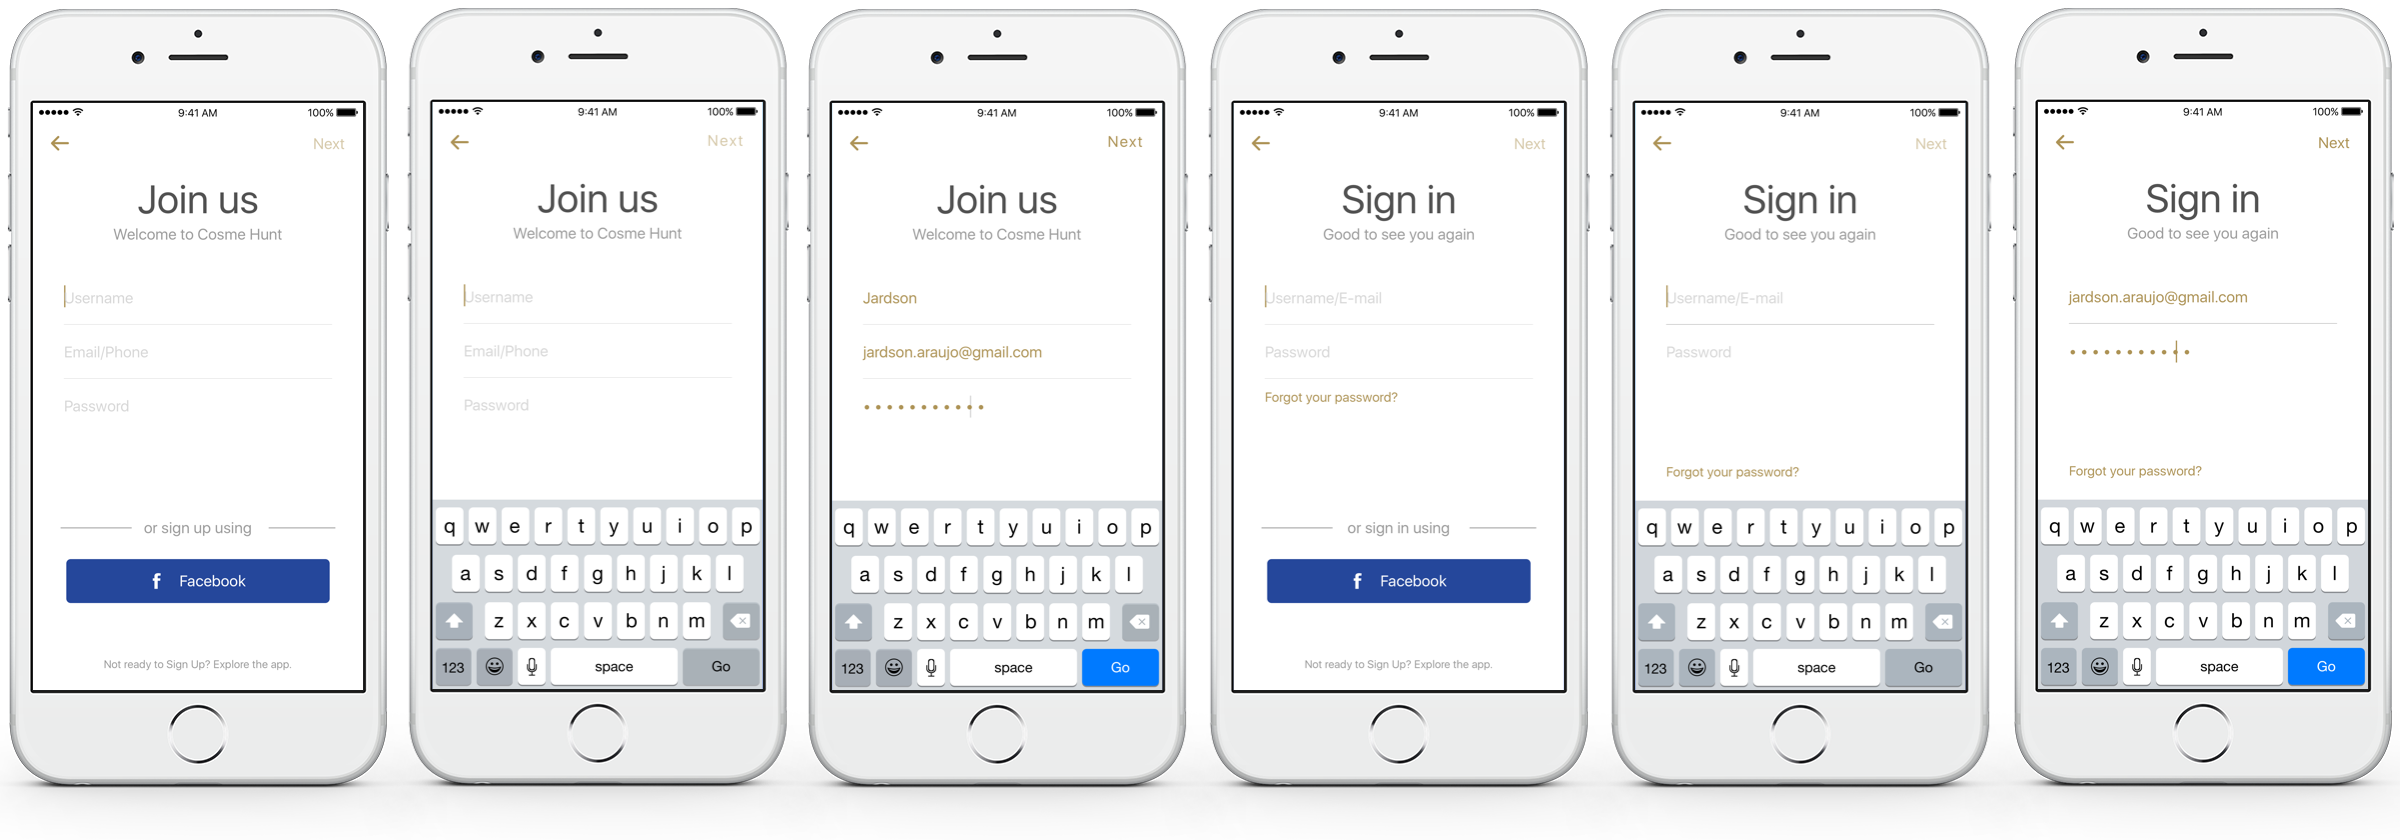 9:41 AM 100%
Next
Join us
Welcome to Cosme Hunt
Username
Email/Phone
Password
or sign up using
f Facebook
Not ready to Sign Up? Explore the app.
9:41 AM 100%
Next
Join us
Welcome to Cosme Hunt
Username
Email/Phone
Password
q w e r t y u i o p
a s d f g h j k l
z x c v b n m
123 space Go
9:41 AM 100%
Next
Join us
Welcome to Cosme Hunt
Jardson
jardson.araujo@gmail.com
q w e r t y u i o p
a s d f g h j k l
z x c v b n m
123 space Go
9:41 AM 100%
Next
Sign in
Good to see you again
Username/E-mail
Password
Forgot your password?
or sign in using
f Facebook
Not ready to Sign Up? Explore the app.
9:41 AM 100%
Next
Sign in
Good to see you again
Username/E-mail
Password
Forgot your password?
q w e r t y u i o p
a s d f g h j k l
z x c v b n m
123 space Go
9:41 AM 100%
Next
Sign in
Good to see you again
jardson.araujo@gmail.com
Forgot your password?
q w e r t y u i o p
a s d f g h j k l
z x c v b n m
123 space Go